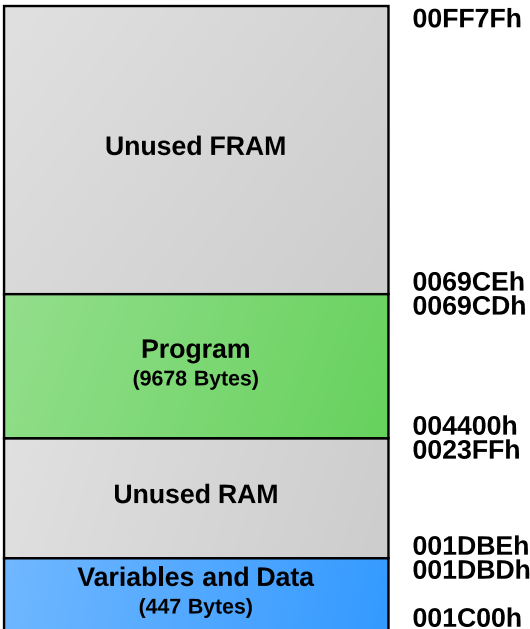 00FF7Fh
Unused FRAM
0069CEh
0069CDh
Program
(9678 Bytes)
004400h
0023FFh
Unused RAM
001DBEh
001DBDh
Variables and Data
(447 Bytes)
001C00h